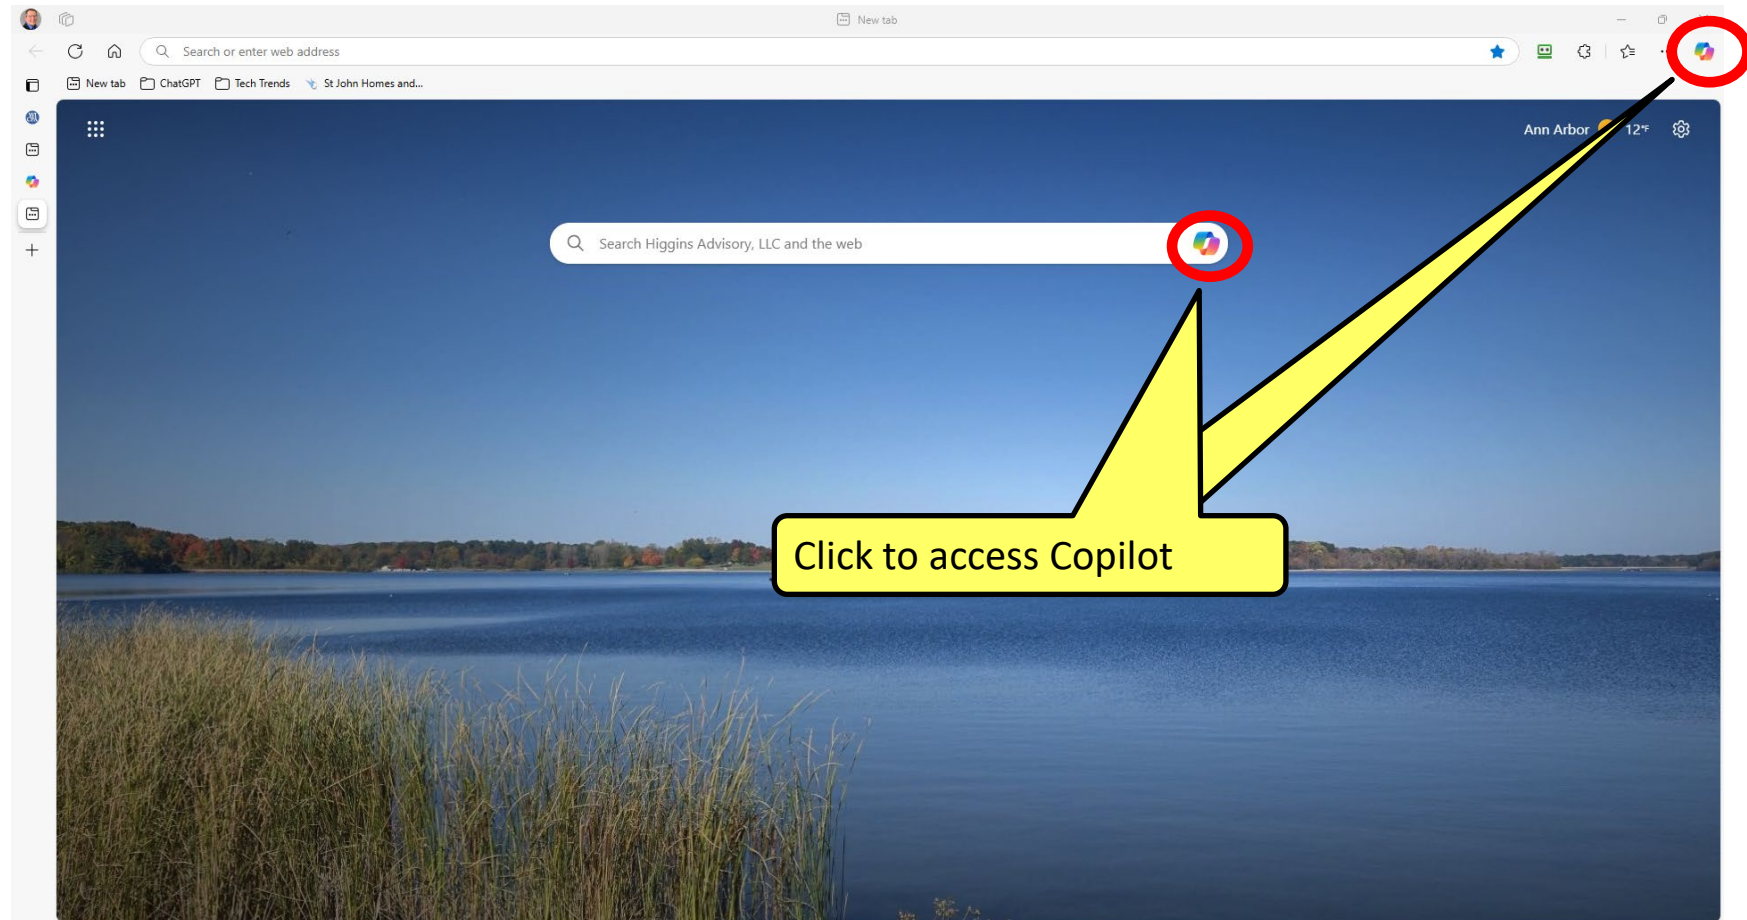 New tab
Search or enter web address
New tab ChatGPT Tech Trends St John Homes and...
Ann Arbor 12°F
Search Higgins Advisory, LLC and the web
Click to access Copilot